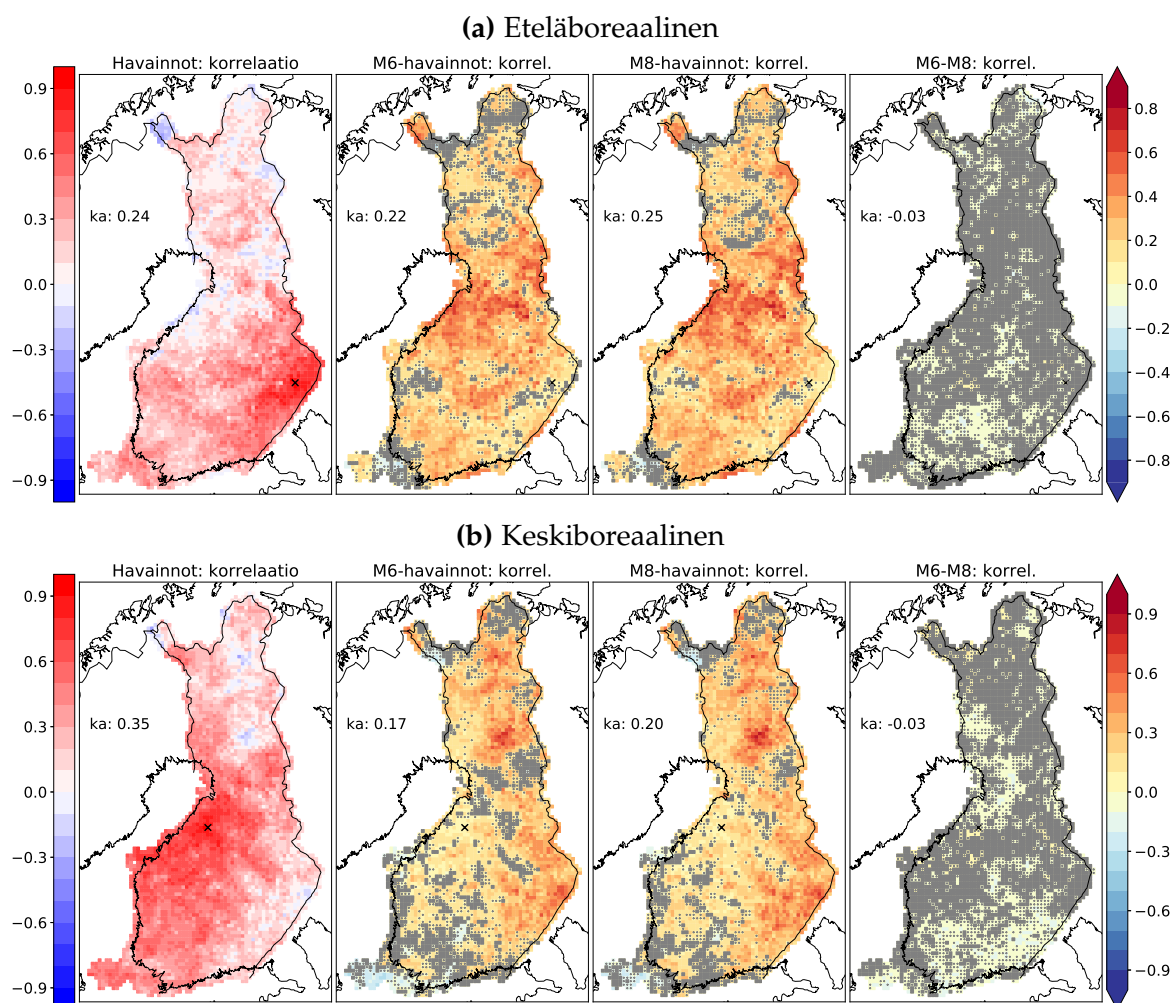 (a) Eteläboreaalinen
Havainnot: korrelaatio
M6-havainnot: korrel.
M8-havainnot: korrel.
M6-M8: korrel.
0.9
0.6
0.3
0.0
−0.3
−0.6
−0.9
ka: 0.24
ka: 0.22
ka: 0.25
ka: -0.03
0.8
0.6
0.4
0.2
0.0
−0.2
−0.4
−0.6
−0.8
(b) Keskiboreaalinen
Havainnot: korrelaatio
M6-havainnot: korrel.
M8-havainnot: korrel.
M6-M8: korrel.
0.9
0.6
0.3
0.0
−0.3
−0.6
−0.9
ka: 0.35
ka: 0.17
ka: 0.20
ka: -0.03
0.9
0.6
0.3
0.0
−0.3
−0.6
−0.9